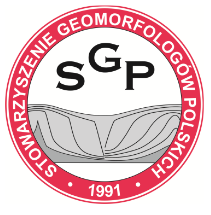 STOWARZYSZENIE GEOMORFOLOGÓW POLSKICH
SGP
• 1991 •